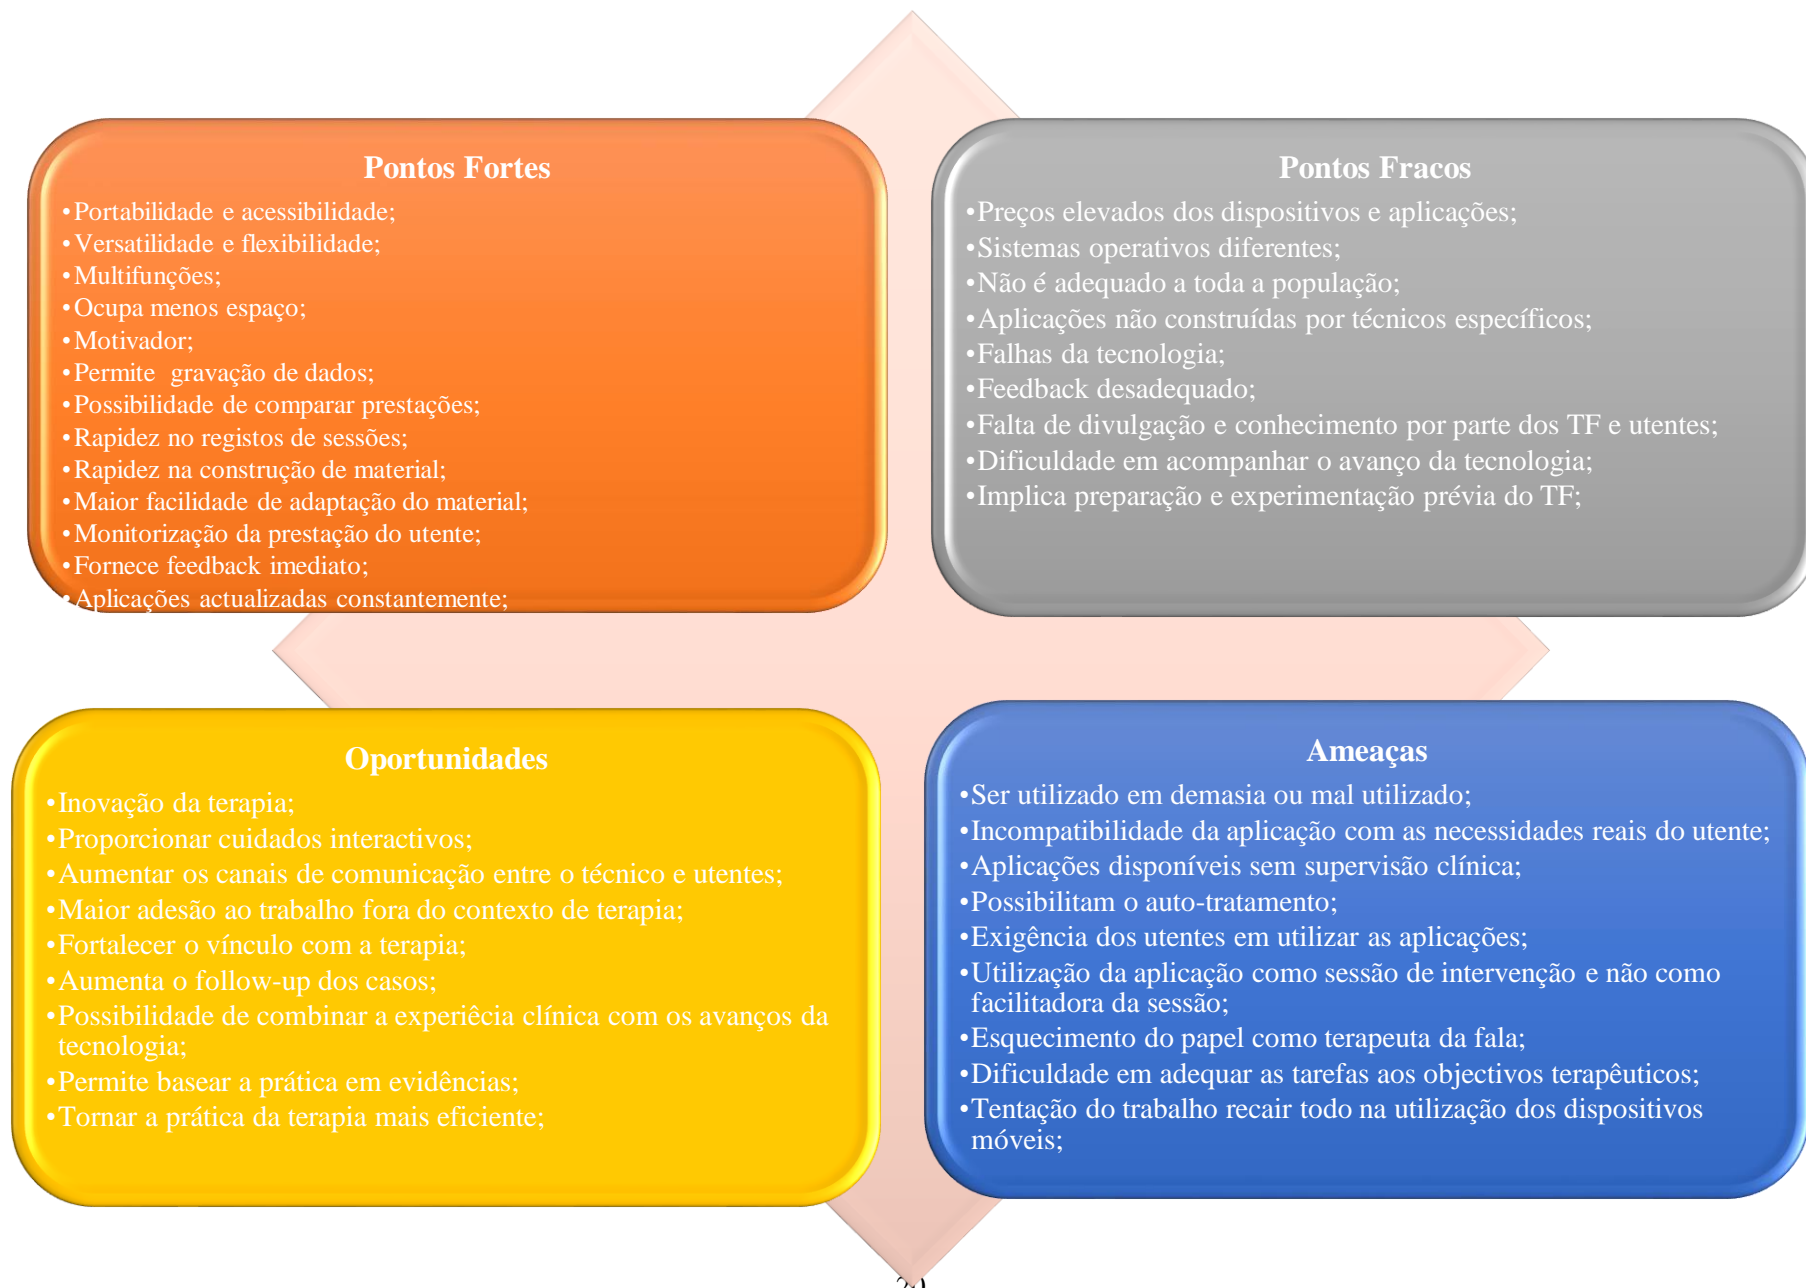 Pontos Fortes
•Portabilidade e acessibilidade;
•Versatilidade e flexibilidade;
•Multifunções;
•Ocupa menos espaço;
•Motivador;
•Permite  gravação de dados;
•Possibilidade de comparar prestações;
•Rapidez no registos de sessões;
•Rapidez na construção de material;
•Maior facilidade de adaptação do material;
•Monitorização da prestação do utente;
•Fornece feedback imediato;
•Aplicações actualizadas constantemente;
Pontos Fracos
•Preços elevados dos dispositivos e aplicações;
•Sistemas operativos diferentes;
•Não é adequado a toda a população;
•Aplicações não construídas por técnicos específicos;
•Falhas da tecnologia;
•Feedback desadequado;
•Falta de divulgação e conhecimento por parte dos TF e utentes;
•Dificuldade em acompanhar o avanço da tecnologia;
•Implica preparação e experimentação prévia do TF;
Oportunidades
•Inovação da terapia;
•Proporcionar cuidados interactivos;
•Aumentar os canais de comunicação entre o técnico e utentes;
•Maior adesão ao trabalho fora do contexto de terapia;
•Fortalecer o vínculo com a terapia;
•Aumenta o follow-up dos casos;
•Possibilidade de combinar a experiêcia clínica com os avanços da
tecnologia;
•Permite basear a prática em evidências;
•Tornar a prática da terapia mais eficiente;
Ameaças
•Ser utilizado em demasia ou mal utilizado;
•Incompatibilidade da aplicação com as necessidades reais do utente;
•Aplicações disponíveis sem supervisão clínica;
•Possibilitam o auto-tratamento;
•Exigência dos utentes em utilizar as aplicações;
•Utilização da aplicação como sessão de intervenção e não como
facilitadora da sessão;
•Esquecimento do papel como terapeuta da fala;
•Dificuldade em adequar as tarefas aos objectivos terapêuticos;
•Tentação do trabalho recair todo na utilização dos dispositivos
móveis;